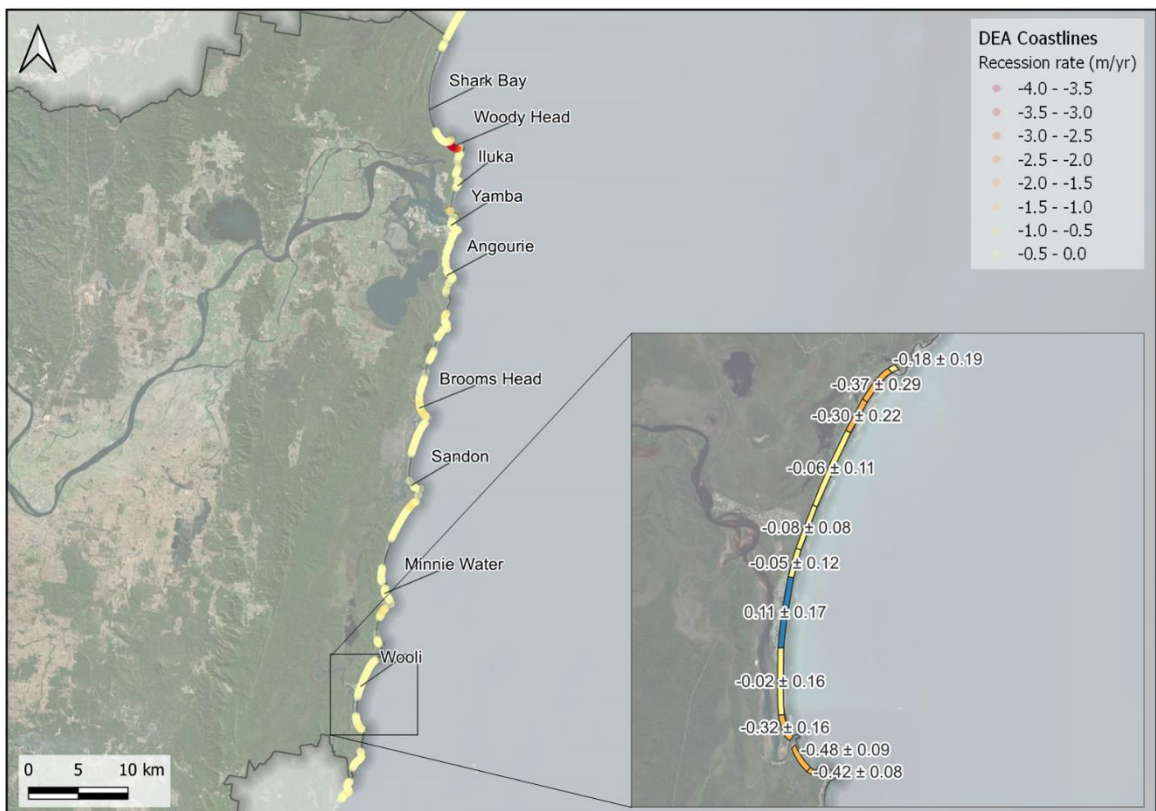 DEA Coastlines
Recession rate (m/yr)
-4.0 - -3.5
-3.5 - -3.0
-3.0 - -2.5
-2.5 - -2.0
-2.0 - -1.5
-1.5 - -1.0
-1.0 - -0.5
-0.5 - 0.0
Shark Bay
Woody Head
Iluka
Yamba
Angourie
Brooms Head
Sandon
Minnie Water
Wooli
-0.18 ± 0.19
-0.37 ± 0.29
-0.30 ± 0.22
-0.06 ± 0.11
-0.08 ± 0.08
-0.05 ± 0.12
0.11 ± 0.17
-0.02 ± 0.16
-0.32 ± 0.16
-0.48 ± 0.09
-0.42 ± 0.08
0 5 10 km